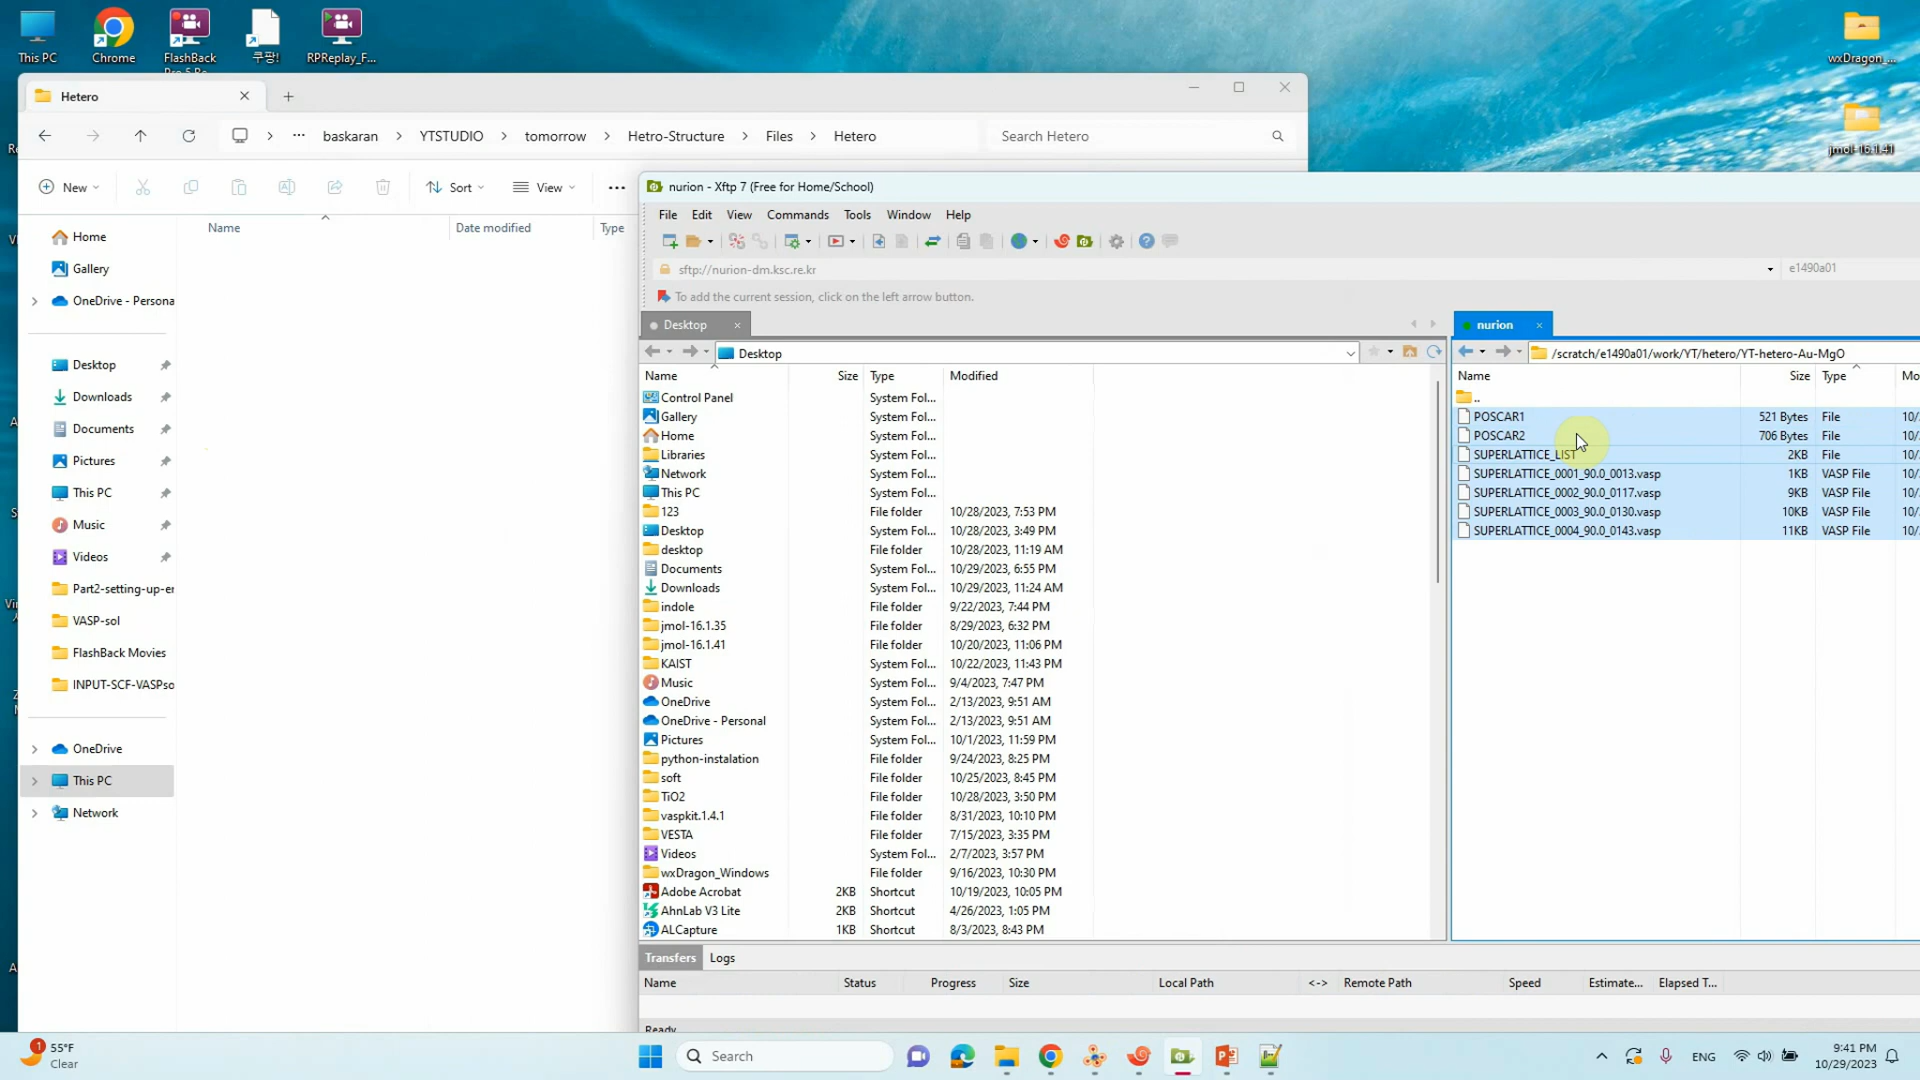 This PC
Chrome
FlashBack
쿠팡!
RPReplay_F...
wxDragon_...
jmol-16.1.41
Hetero
baskaran
YTSTUDIO
tomorrow
Hetro-Structure
Files
Hetero
Search Hetero
New
Sort
View
Name
Date modified
Type
Home
Gallery
OneDrive - Persona
Desktop
Downloads
Documents
Pictures
This PC
Music
Videos
Part2-setting-up-er
VASP-sol
FlashBack Movies
INPUT-SCF-VASPso
OneDrive
This PC
Network
nurion - Xftp 7 (Free for Home/School)
File Edit View Commands Tools Window Help
sftp://nurion-dm.ksc.re.kr
e1490a01
To add the current session, click on the left arrow button.
Desktop
Desktop
Name Size Type Modified
Control Panel System Fol...
Gallery System Fol...
Home System Fol...
Libraries System Fol...
Network System Fol...
This PC System Fol...
123 File folder 10/28/2023, 7:53 PM
Desktop System Fol... 10/28/2023, 3:49 PM
desktop File folder 10/28/2023, 11:19 AM
Documents System Fol... 10/29/2023, 6:55 PM
Downloads System Fol... 10/29/2023, 11:24 AM
indole File folder 9/22/2023, 7:44 PM
jmol-16.1.35 File folder 8/29/2023, 6:32 PM
jmol-16.1.41 File folder 10/20/2023, 11:06 PM
KAIST System Fol... 10/22/2023, 11:43 PM
Music System Fol... 9/4/2023, 7:47 PM
OneDrive System Fol... 2/13/2023, 9:51 AM
OneDrive - Personal System Fol... 2/13/2023, 9:51 AM
Pictures System Fol... 10/1/2023, 11:59 PM
python-instalation File folder 9/24/2023, 8:25 PM
soft File folder 10/25/2023, 8:45 PM
TiO2 File folder 10/28/2023, 3:50 PM
vaspkit.1.4.1 File folder 8/31/2023, 10:10 PM
VESTA File folder 7/15/2023, 3:35 PM
Videos System Fol... 2/7/2023, 3:57 PM
wxDragon_Windows File folder 9/16/2023, 10:30 PM
Adobe Acrobat 2KB Shortcut 10/19/2023, 10:05 PM
AhnLab V3 Lite 2KB Shortcut 4/26/2023, 1:05 PM
ALCapture 1KB Shortcut 8/3/2023, 8:43 PM
nurion
/scratch/e1490a01/work/YT/hetero/YT-hetero-Au-MgO
Name Size Type Mo
..
POSCAR1 521 Bytes File 10/
POSCAR2 706 Bytes File 10/
SUPERLATTICE_LIST 2KB File 10/
SUPERLATTICE_0001_90.0_0013.vasp 1KB VASP File 10/
SUPERLATTICE_0002_90.0_0117.vasp 9KB VASP File 10/
SUPERLATTICE_0003_90.0_0130.vasp 10KB VASP File 10/
SUPERLATTICE_0004_90.0_0143.vasp 11KB VASP File 10/
Transfers Logs
Name Status Progress Size Local Path <-> Remote Path Speed Estimate... Elapsed T...
Ready
1
55°F
Clear
Search
ENG
9:41 PM
10/29/2023